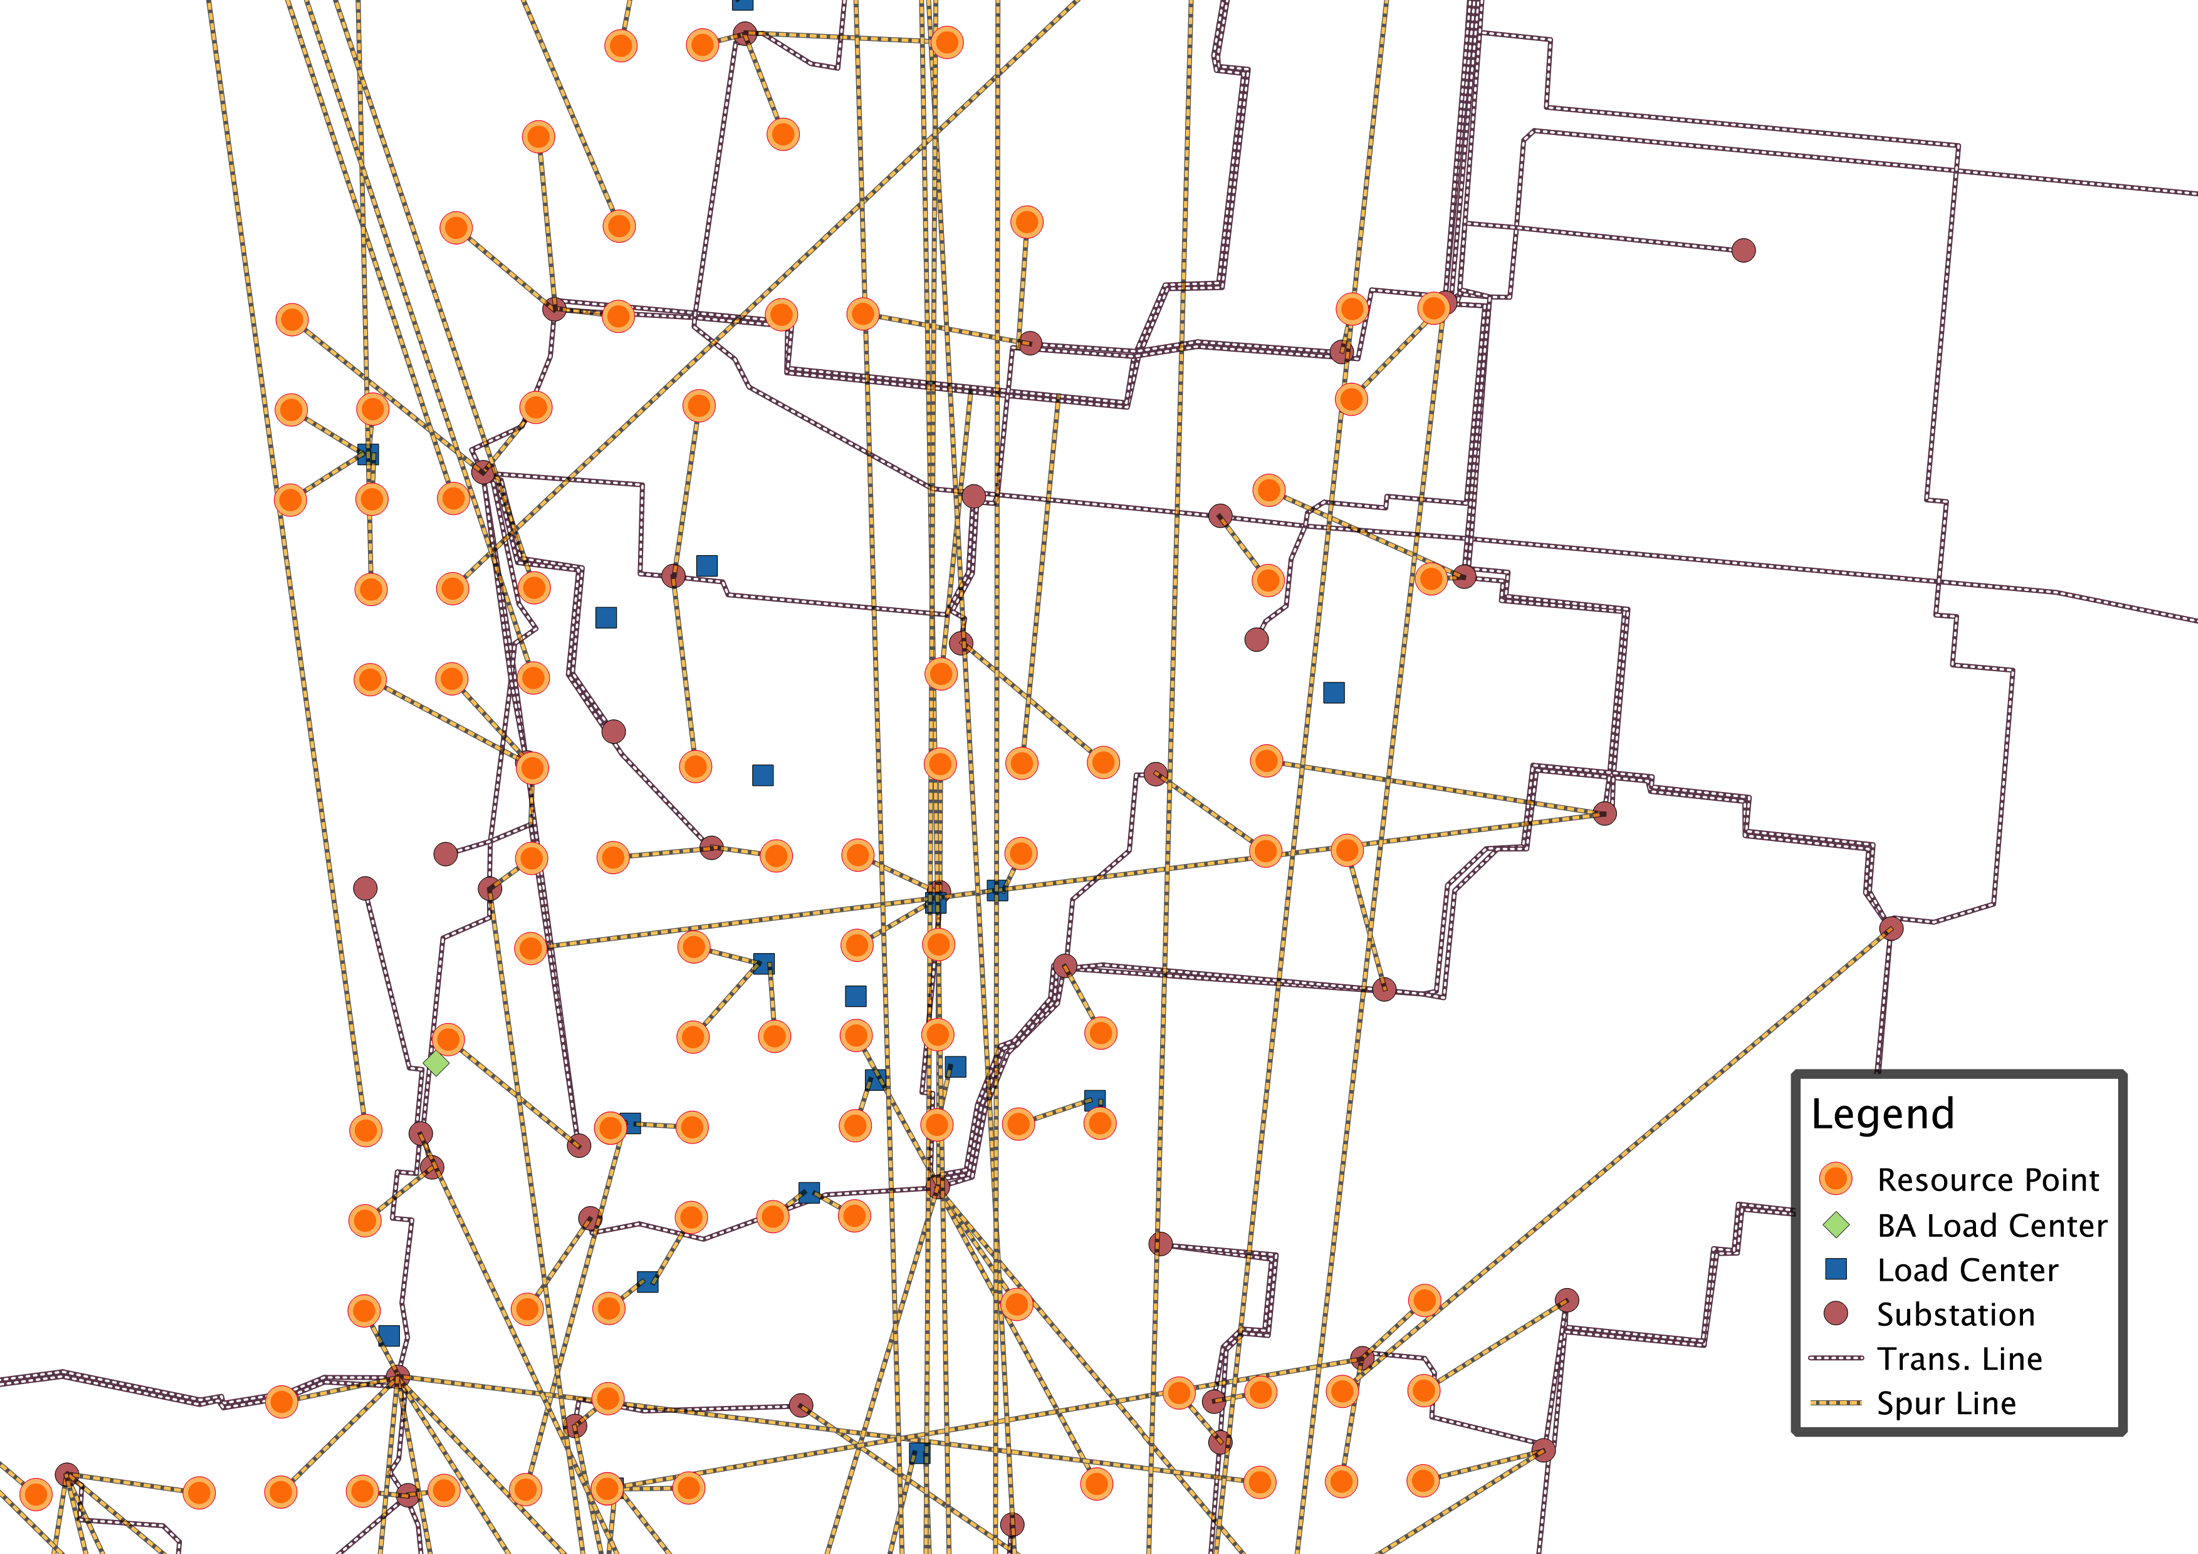 Legend
Resource Point
BA Load Center
Load Center
Substation
Trans. Line
Spur Line